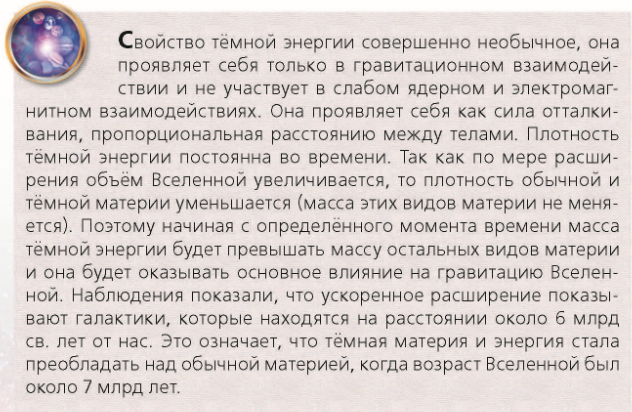 Свойство тёмной энергии совершенно необычное, она
проявляет себя только в гравитационном взаимодей-
ствии и не участвует в слабом ядерном и электромаг-
нитном взаимодействиях. Она проявляет себя как сила отталки-
вания, пропорциональная расстоянию между телами. Плотность
тёмной энергии постоянна во времени. Так как по мере расши-
рения объём Вселенной увеличивается, то плотность обычной и
тёмной материи уменьшается (масса этих видов материи не меня-
ется). Поэтому начиная с определённого момента времени масса
тёмной энергии будет превышать массу остальных видов материи
и она будет оказывать основное влияние на гравитацию Вселен-
ной. Наблюдения показали, что ускоренное расширение показы-
вают галактики, которые находятся на расстоянии около 6 млрд
св. лет от нас. Это означает, что тёмная материя и энергия стала
преобладать над обычной материей, когда возраст Вселенной был
около 7 млрд лет.